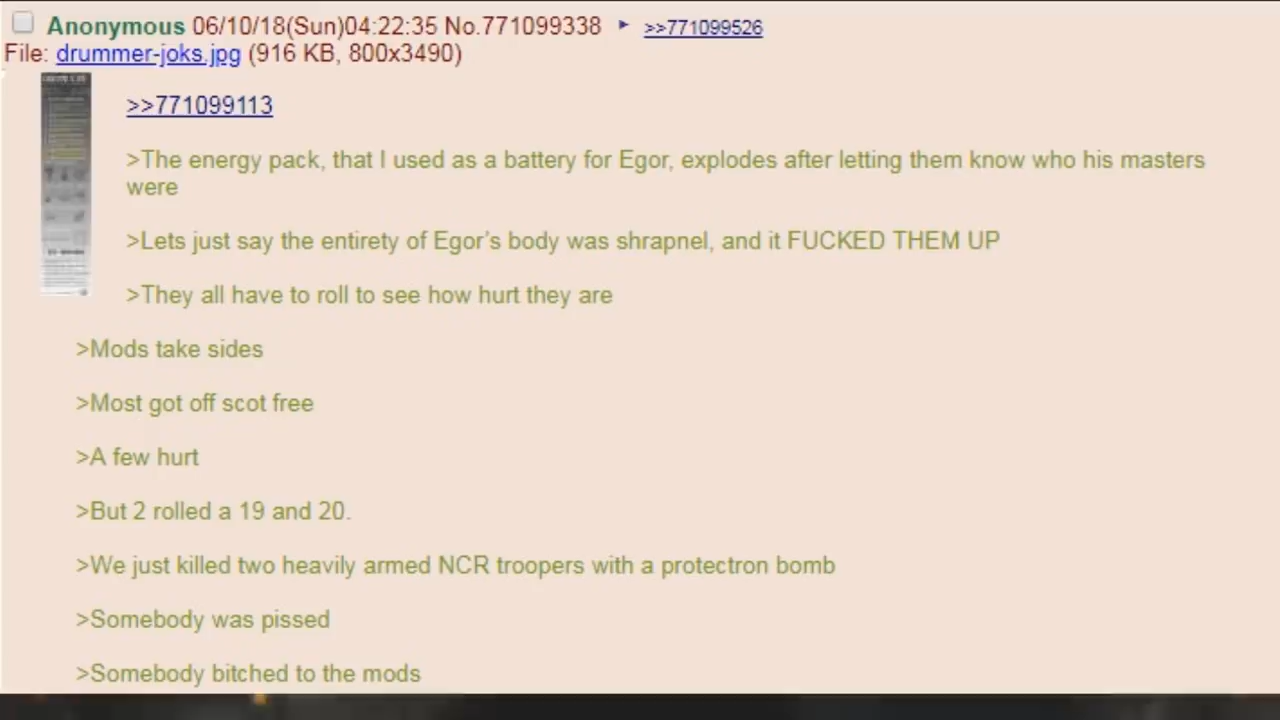 Anonymous 06/10/18(Sun)04:22:35 No.771099338 ▶ >>771099526
File: drummer-joks.jpg (916 KB, 800x3490)
>>771099113
>The energy pack, that I used as a battery for Egor, explodes after letting them know who his masters
were
>Lets just say the entirety of Egor’s body was shrapnel, and it FUCKED THEM UP
>They all have to roll to see how hurt they are
>Mods take sides
>Most got off scot free
>A few hurt
>But 2 rolled a 19 and 20.
>We just killed two heavily armed NCR troopers with a protectron bomb
>Somebody was pissed
>Somebody bitched to the mods